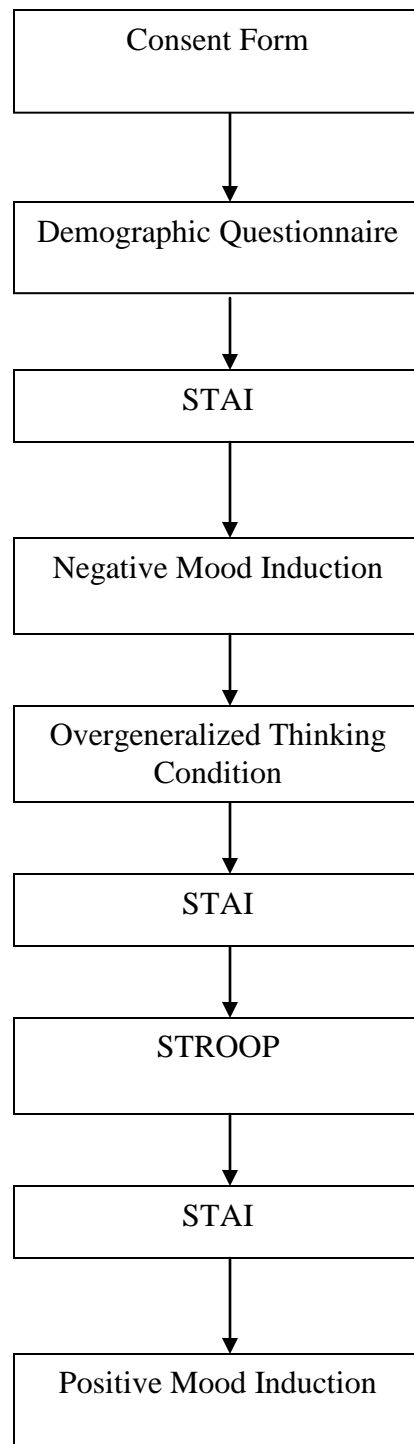 Consent Form
Demographic Questionnaire
STAI
Negative Mood Induction
Overgeneralized Thinking
Condition
STAI
STROOP
STAI
Positive Mood Induction